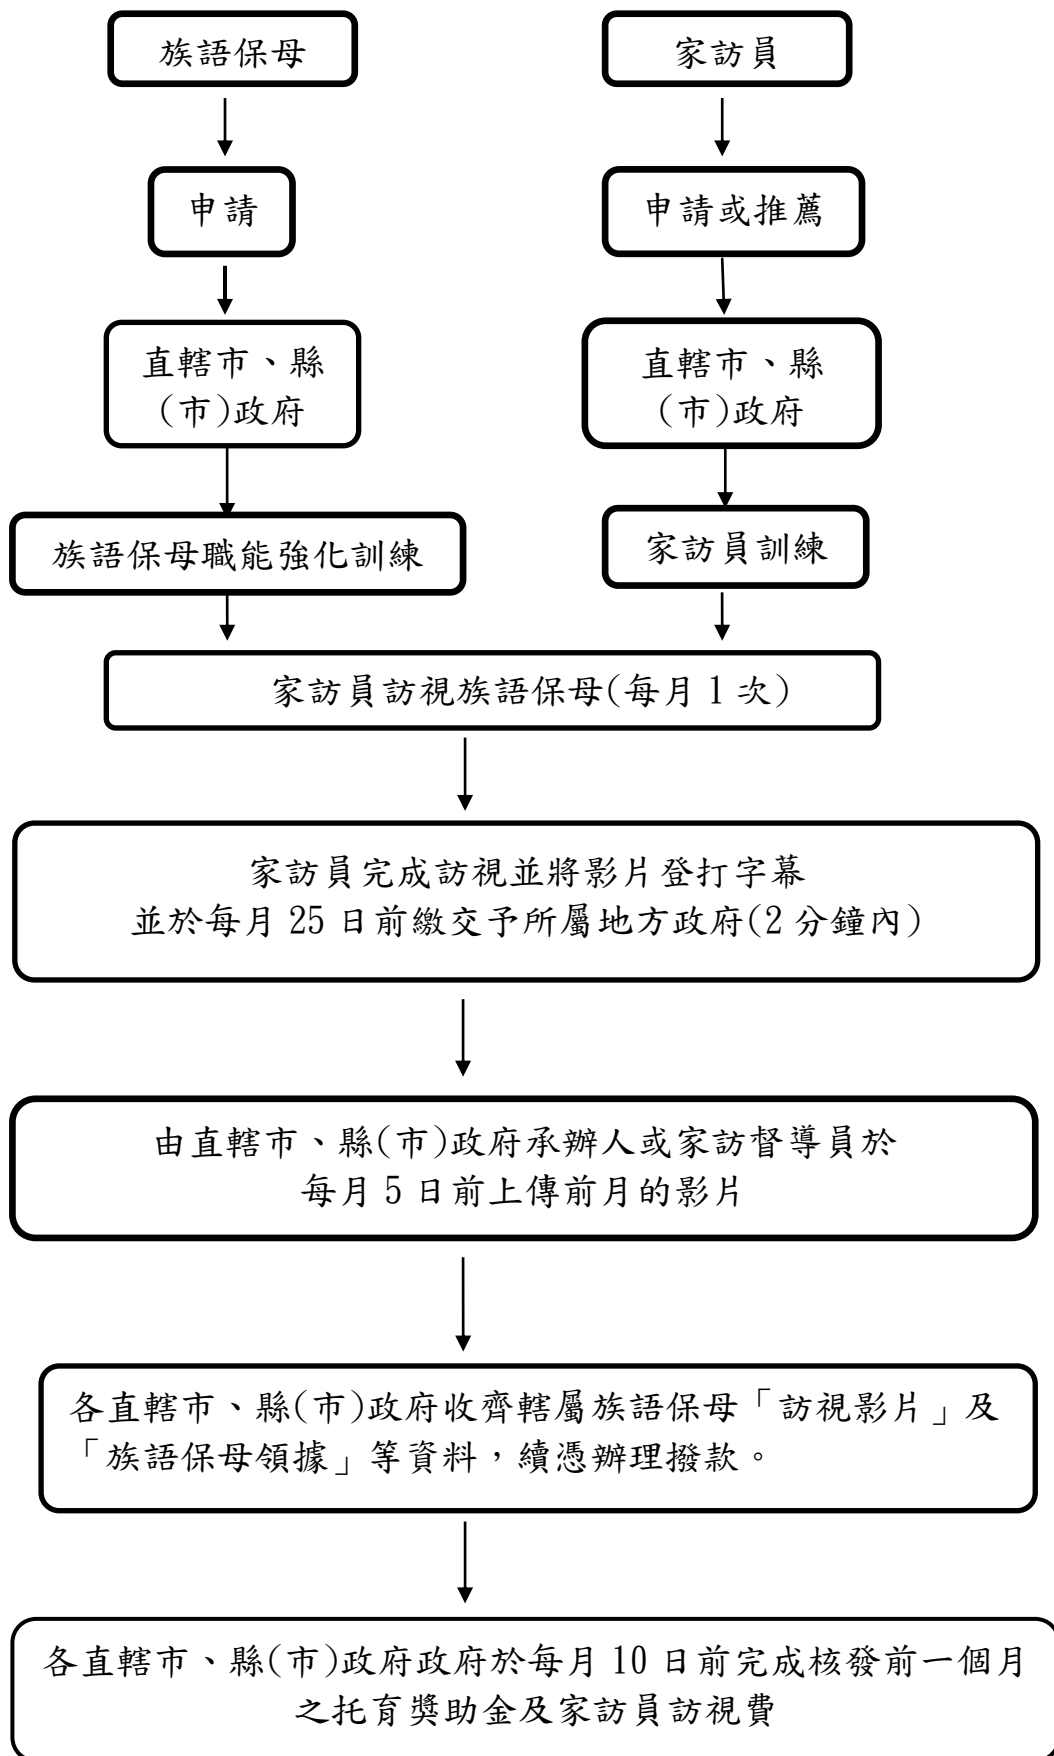 族語保母
家訪員
申請
申請或推薦
直轄市、縣
(市)政府
直轄市、縣
(市)政府
族語保母職能強化訓練
家訪員訓練
家訪員訪視族語保母(每月 1 次)
家訪員完成訪視並將影片登打字幕
並於每月 25 日前繳交予所屬地方政府(2 分鐘內)
由直轄市、縣(市)政府承辦人或家訪督導員於
每月 5 日前上傳前月的影片
各直轄市、縣(市)政府收齊轄屬族語保母「訪視影片」及
「族語保母領據」等資料，續憑辦理撥款。
各直轄市、縣(市)政府政府於每月 10 日前完成核發前一個月
之托育獎助金及家訪員訪視費